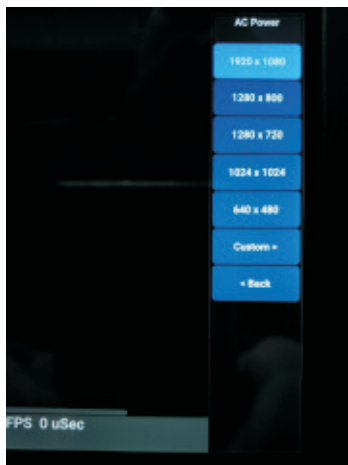 AC Power
1920 x 1080
1280 x 800
1280 x 720
1024 x 1024
640 x 480
Custom >
< Back
FPS 0 uSec